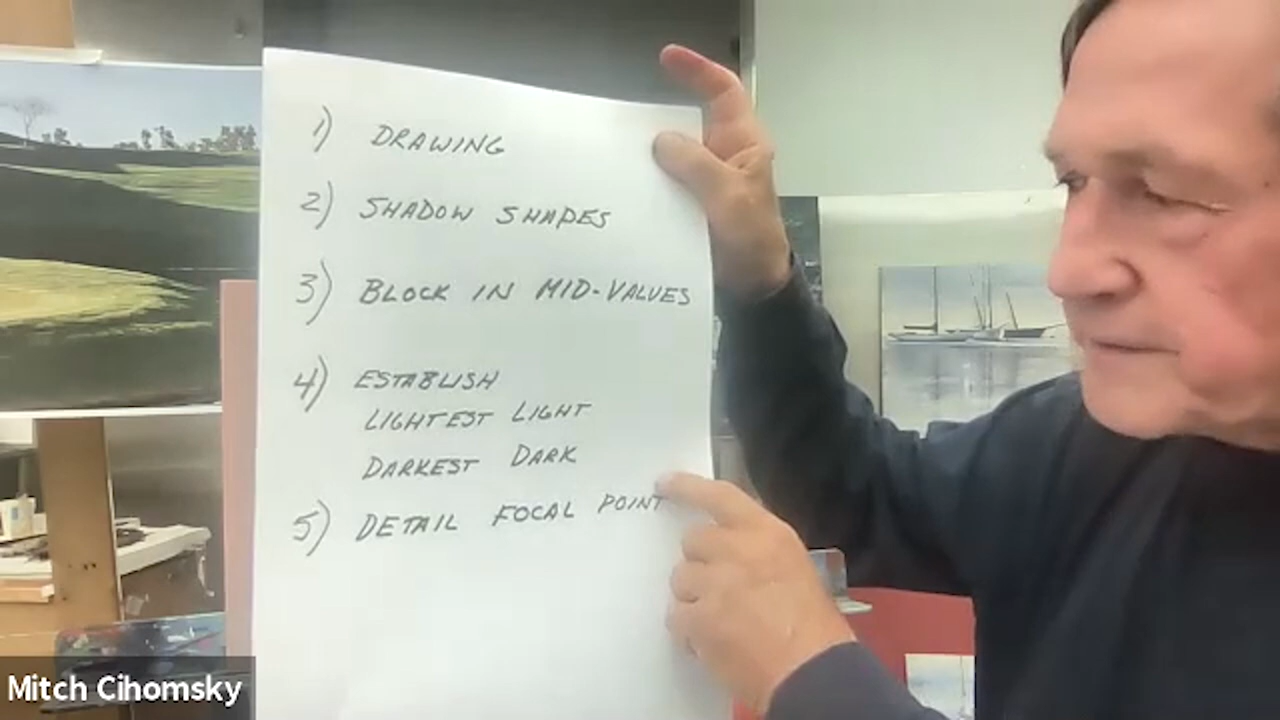 1) DRAWING
2) SHADOW SHAPES
3) BLOCK IN MID-VALUES
4) ESTABLISH
LIGHTEST LIGHT
DARKEST DARK
5) DETAIL FOCAL POINT
Mitch Cihomsky